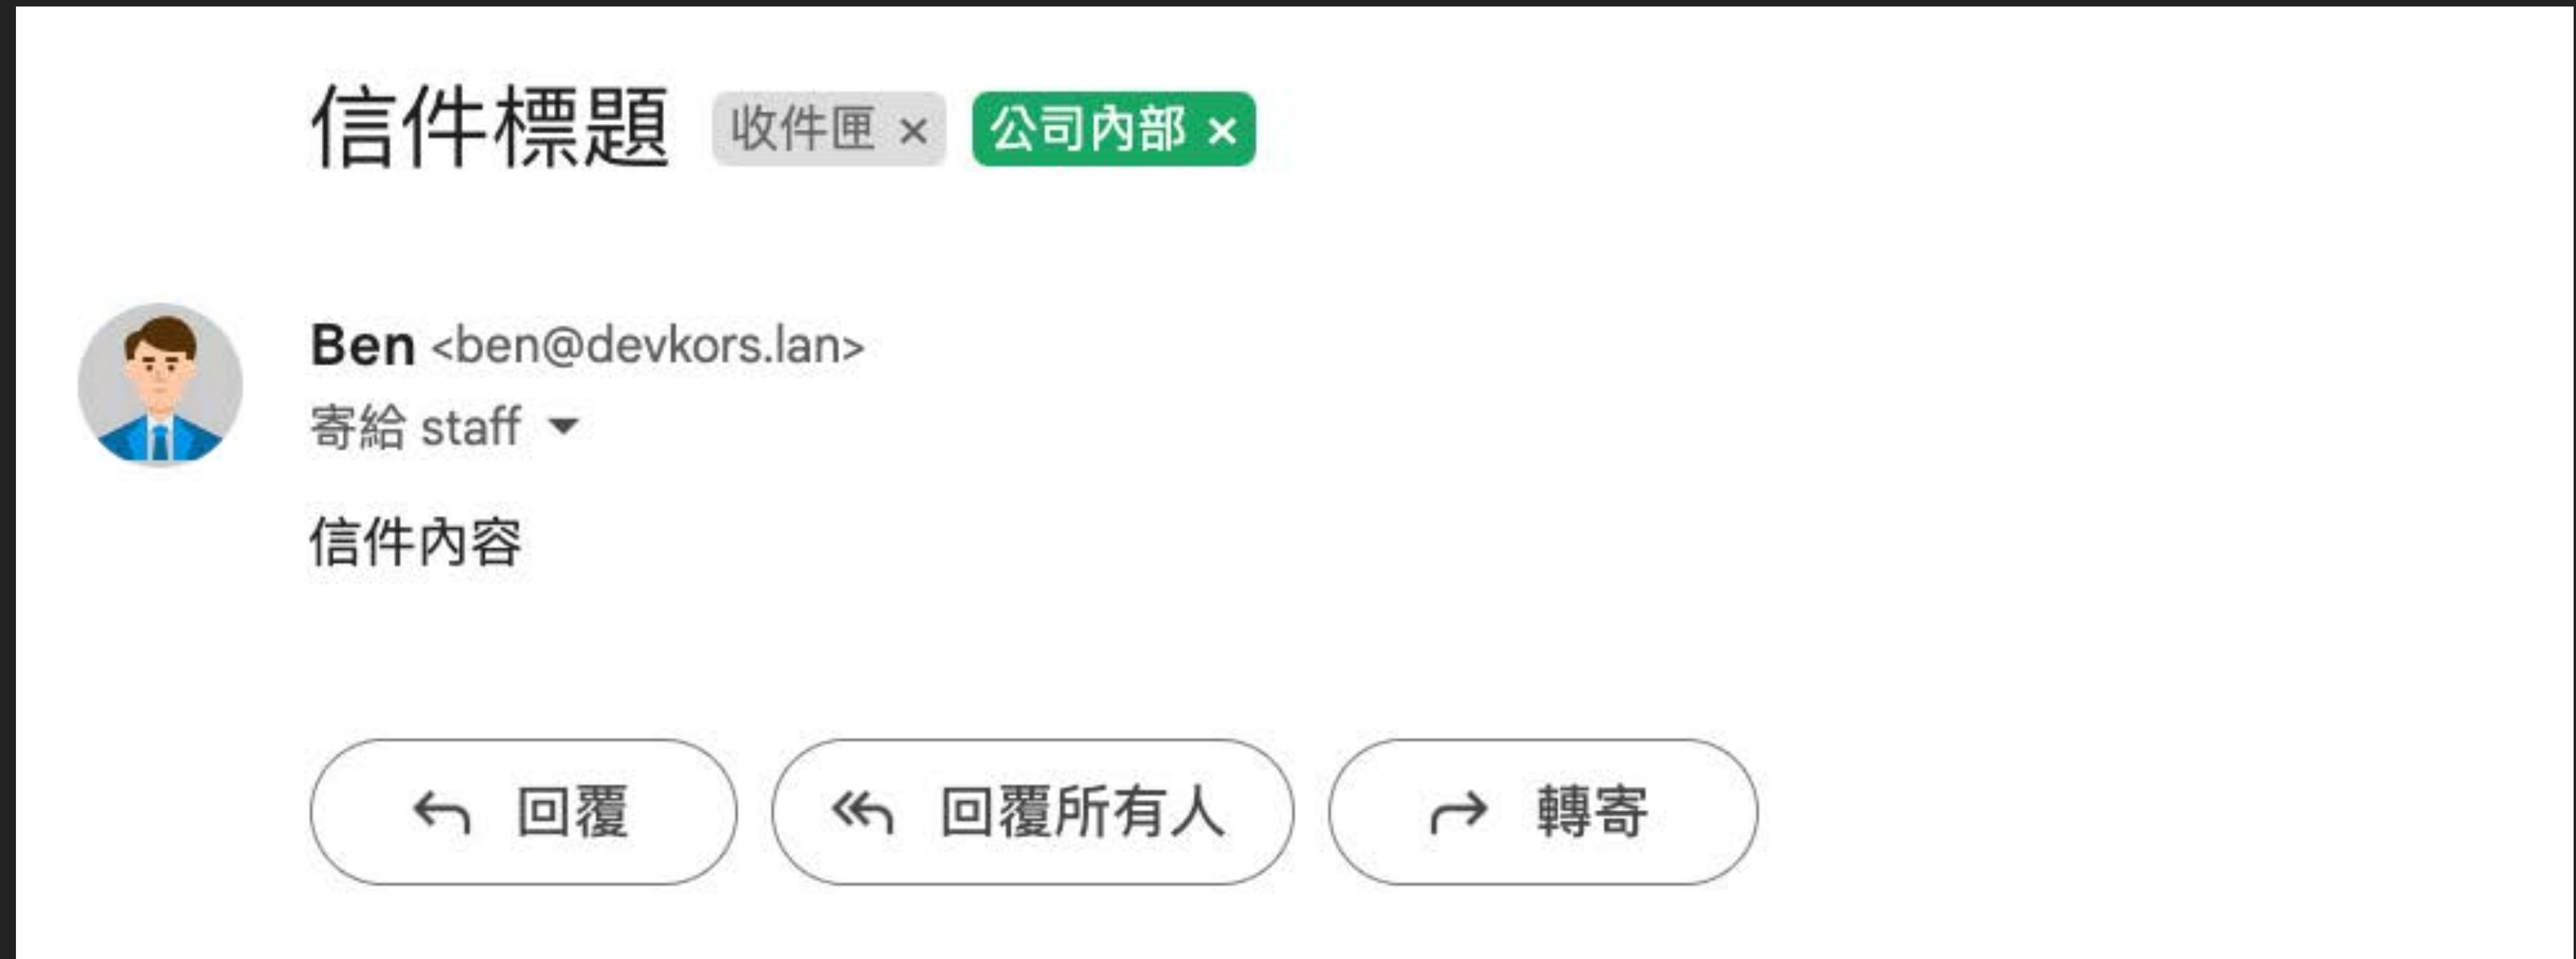 信件標題 收件匣 × 公司內部 ×
Ben <ben@devkors.lan>
寄給 staff
信件內容
回覆 回覆所有人 轉寄